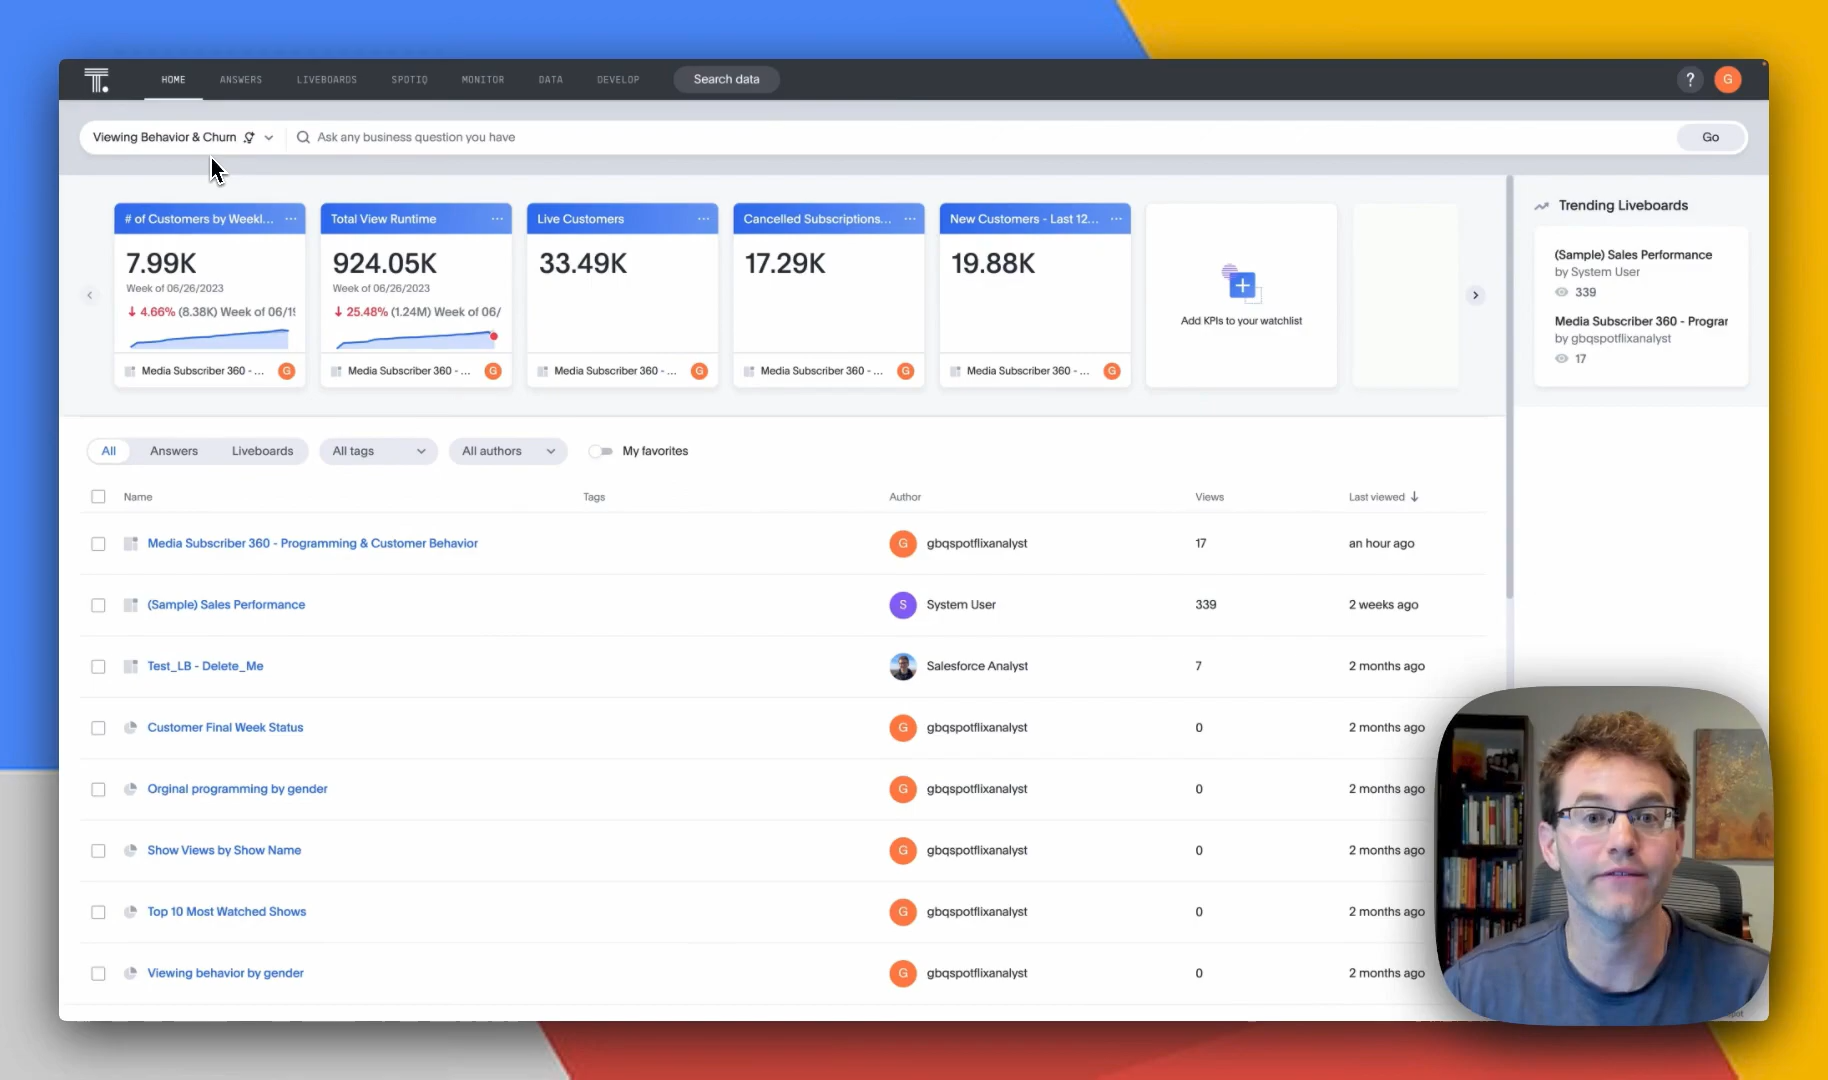 T.
HOME
ANSWERS
LIVEBOARDS
SPOTIQ
MONITOR
DATA
DEVELOP
Search data
?
G
Viewing Behavior & Churn
Ask any business question you have
Go
# of Customers by Weekl... ...
7.99K
Week of 06/26/2023
4.66% (8.38K) Week of 06/1
Media Subscriber 360 - ...
G
Total View Runtime ...
924.05K
Week of 06/26/2023
25.48% (1.24M) Week of 06/
Media Subscriber 360 - ...
G
Live Customers ...
33.49K
Media Subscriber 360 - ...
G
Cancelled Subscriptions... ...
17.29K
Media Subscriber 360 - ...
G
New Customers - Last 12... ...
19.88K
Media Subscriber 360 - ...
G
Add KPIs to your watchlist
Trending Liveboards
(Sample) Sales Performance
by System User
339
Media Subscriber 360 - Prograr
by gbqspotflixanalyst
17
All
Answers
Liveboards
All tags
All authors
My favorites
Name
Tags
Author
Views
Last viewed
Media Subscriber 360 - Programming & Customer Behavior
G
gbqspotflixanalyst
17
an hour ago
(Sample) Sales Performance
S
System User
339
2 weeks ago
Test_LB - Delete_Me
Salesforce Analyst
7
2 months ago
Customer Final Week Status
G
gbqspotflixanalyst
0
2 months ago
Orginal programming by gender
G
gbqspotflixanalyst
0
2 months ago
Show Views by Show Name
G
gbqspotflixanalyst
0
2 months ago
Top 10 Most Watched Shows
G
gbqspotflixanalyst
0
2 months ago
Viewing behavior by gender
G
gbqspotflixanalyst
0
2 months ago